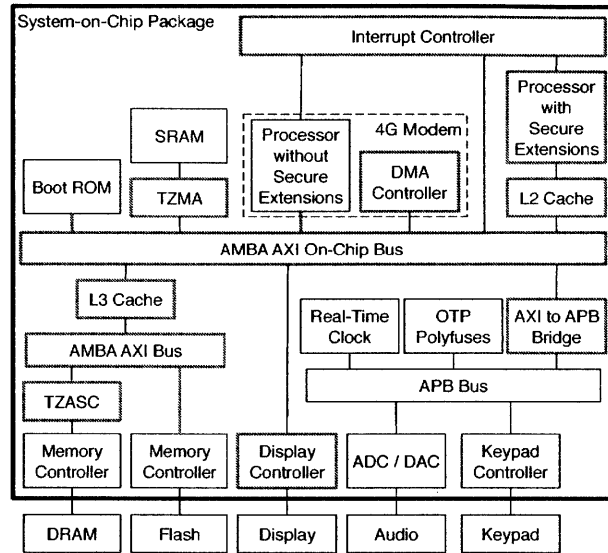 System-on-Chip Package
Interrupt Controller
Processor
with
Secure
Extensions
4G Modem
Processor
without
Secure
Extensions
DMA
Controller
SRAM
Boot ROM
TZMA
L2 Cache
AMBA AXI On-Chip Bus
L3 Cache
Real-Time
Clock
OTP
Polyfuses
AXI to APB
Bridge
AMBA AXI Bus
APB Bus
TZASC
Memory
Controller
Memory
Controller
Display
Controller
ADC / DAC
Keypad
Controller
DRAM
Flash
Display
Audio
Keypad